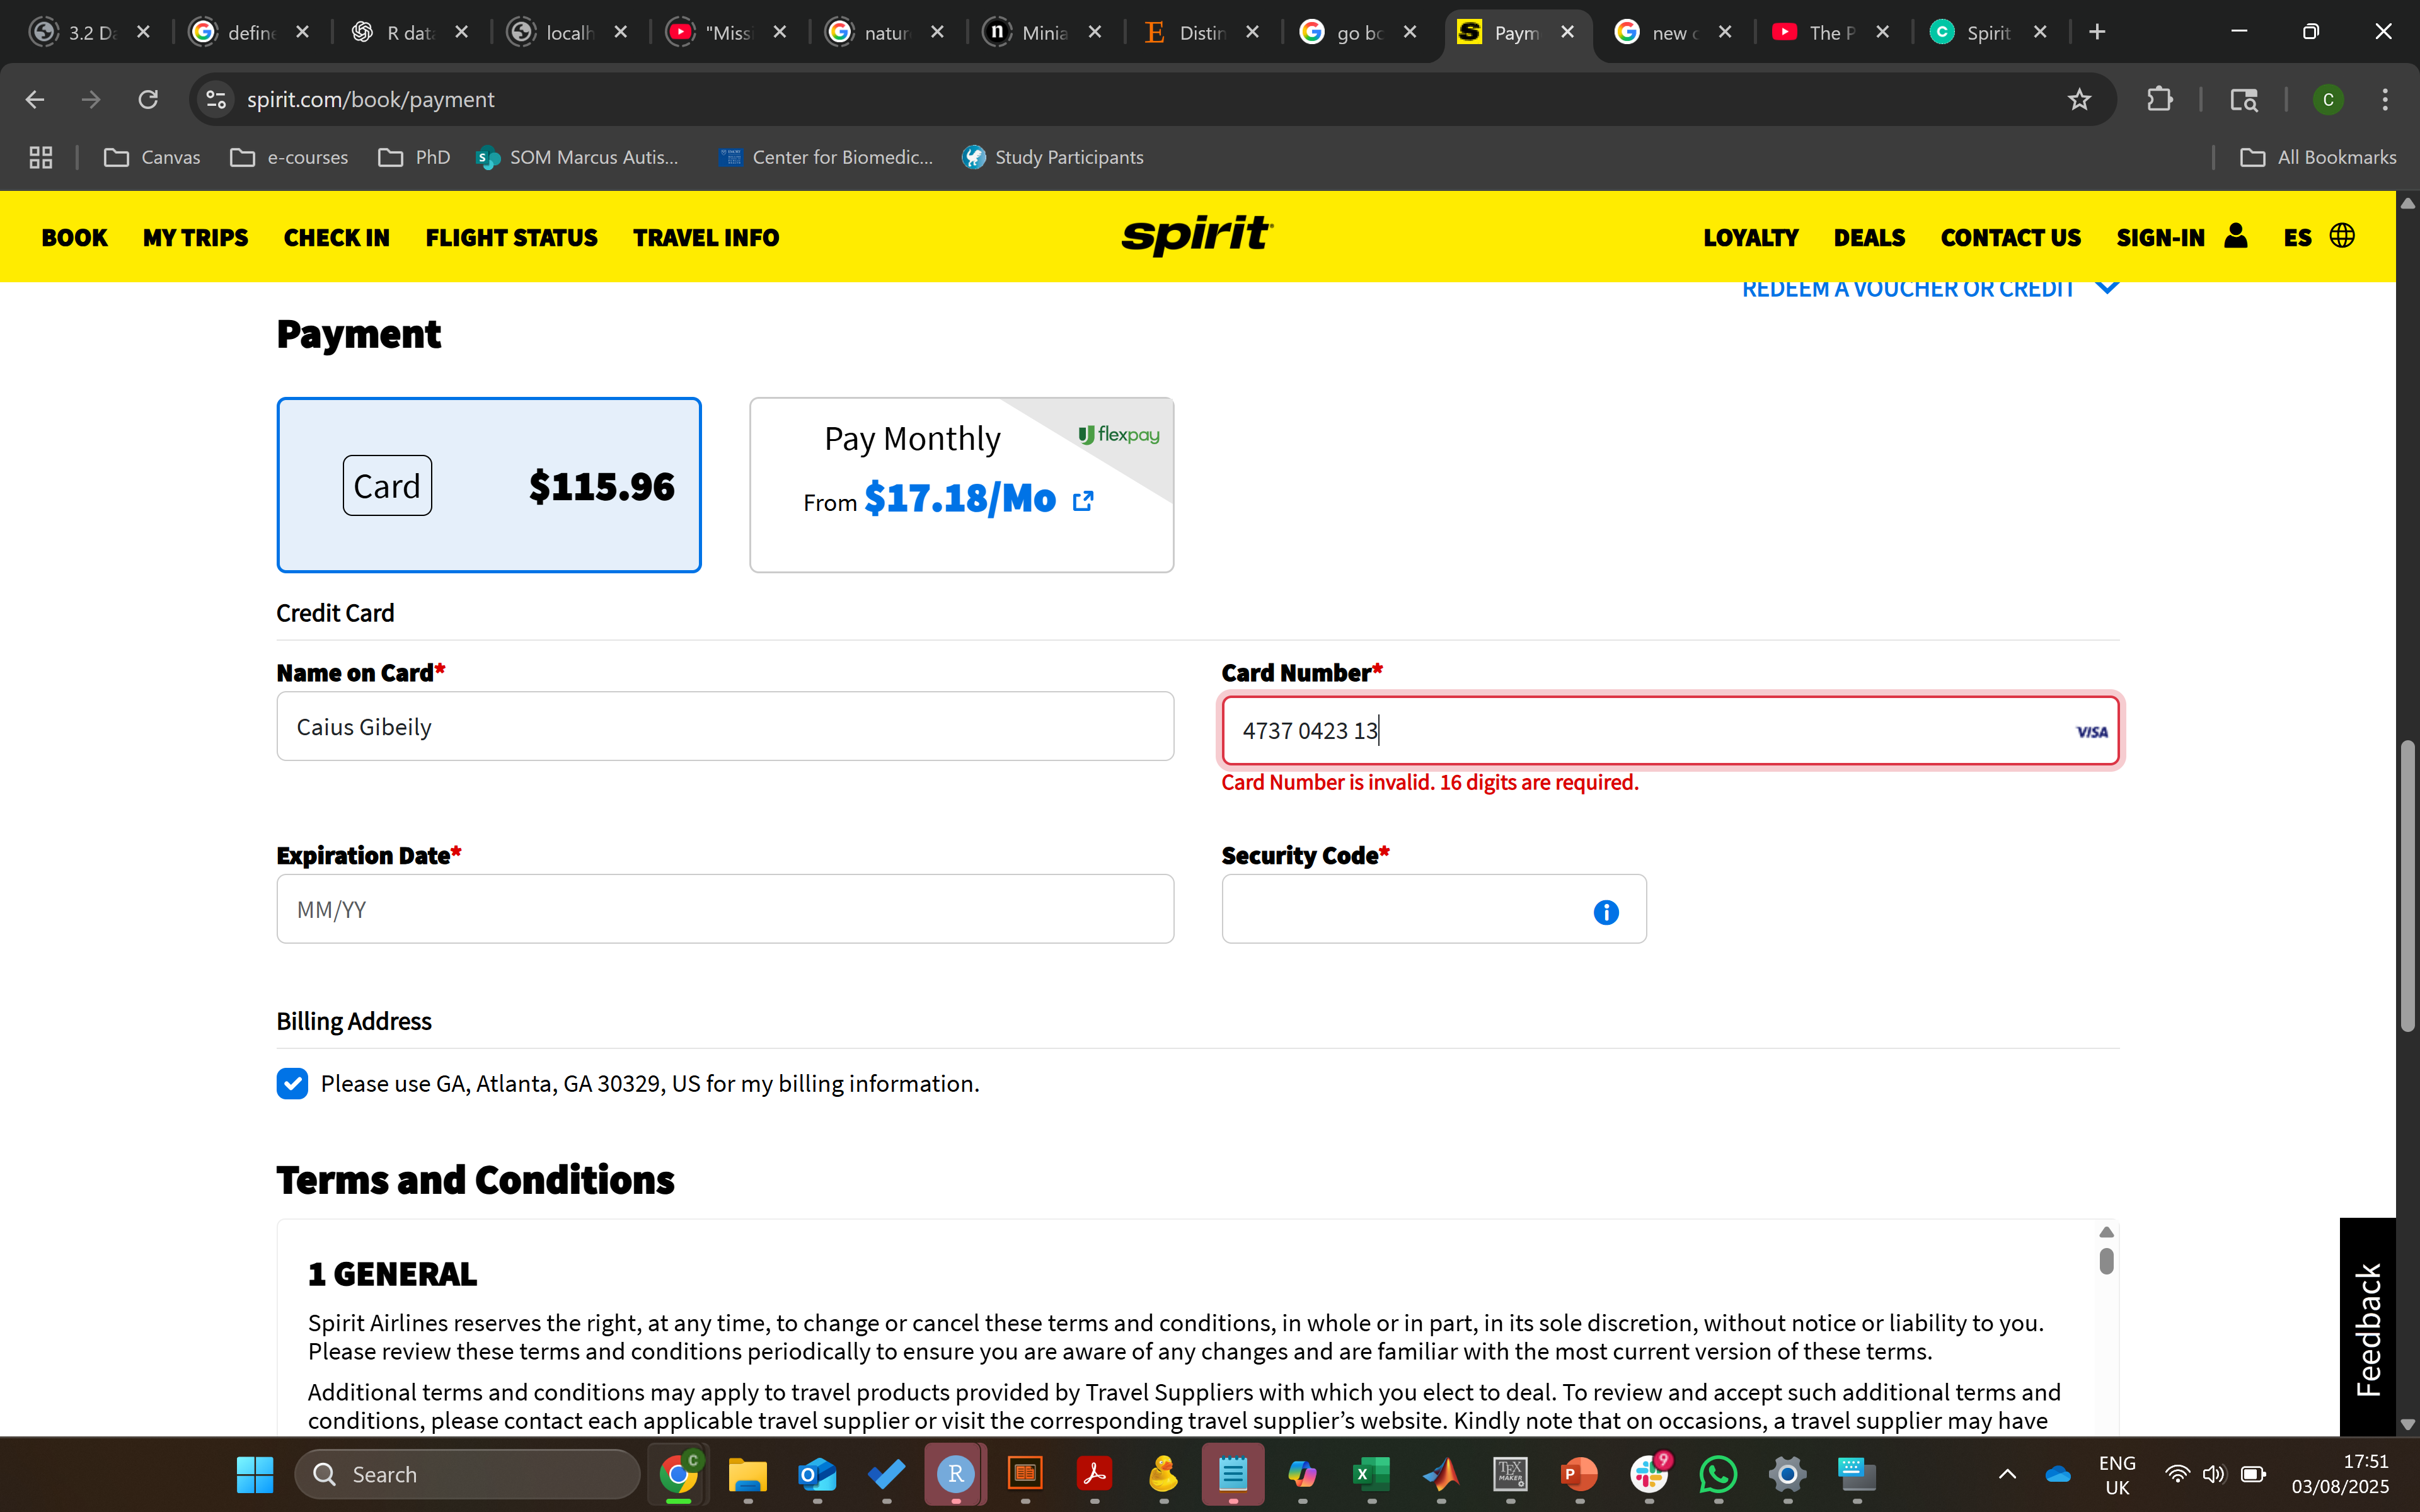 3.2 Da
define
R data
localh
"Missi
natur
Minia
Distin
go bo
Paym
new c
The P
Spirit
spirit.com/book/payment
Canvas
e-courses
PhD
SOM Marcus Autis...
Center for Biomedic...
Study Participants
All Bookmarks
BOOK MY TRIPS CHECK IN FLIGHT STATUS TRAVEL INFO
spirit
LOYALTY DEALS CONTACT US SIGN-IN ES
REDEEM A VOUCHER OR CREDIT
Payment
Card $115.96
Pay Monthly
flexpay
From $17.18/Mo
Credit Card
Name on Card*
Caius Gibeily
Card Number*
4737 0423 13
VISA
Card Number is invalid. 16 digits are required.
Expiration Date*
MM/YY
Security Code*
Billing Address
Please use GA, Atlanta, GA 30329, US for my billing information.
Terms and Conditions
1 GENERAL
Spirit Airlines reserves the right, at any time, to change or cancel these terms and conditions, in whole or in part, in its sole discretion, without notice or liability to you.
Please review these terms and conditions periodically to ensure you are aware of any changes and are familiar with the most current version of these terms.
Additional terms and conditions may apply to travel products provided by Travel Suppliers with which you elect to deal. To review and accept such additional terms and
conditions, please contact each applicable travel supplier or visit the corresponding travel supplier's website. Kindly note that on occasions, a travel supplier may have
Feedback
Search
9
ENG
UK
17:51
03/08/2025